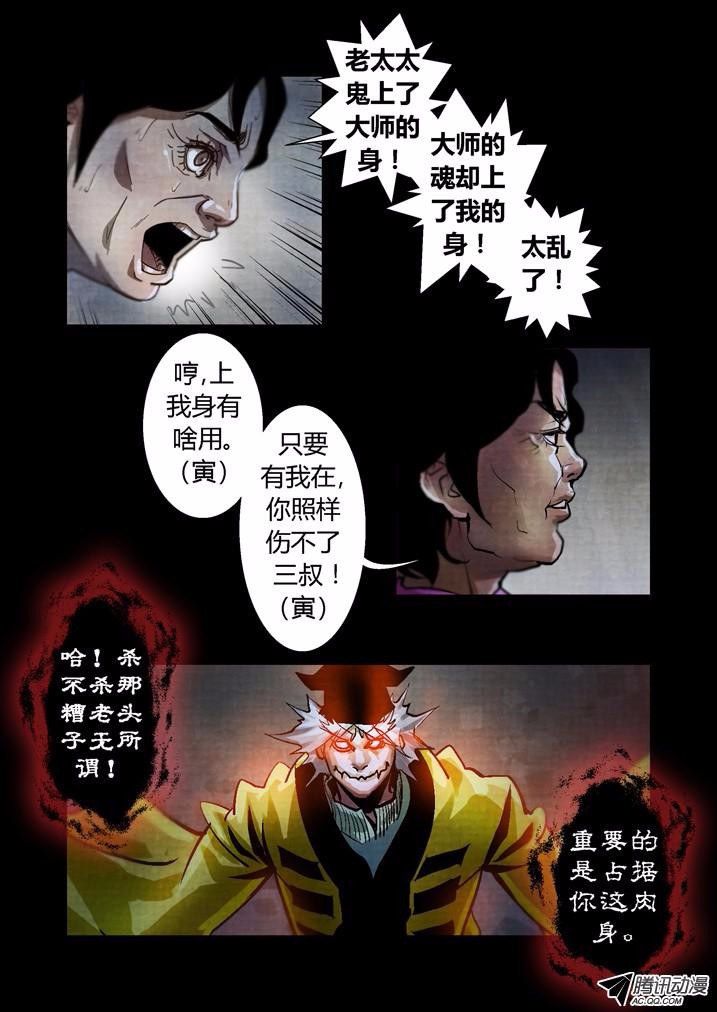 老太太
鬼上了
大师的
身！
大师的
魂却上
了我的
身！
太乱
了！
哼,上
我身有
啥用。
（寅）
只要
有我在,
你照样
伤不了
三叔！
（寅）
哈！杀
不杀那
糟老头
子无所
谓！
重要的
是占据
你这肉
身。
腾讯动漫
AC.QQ.COM